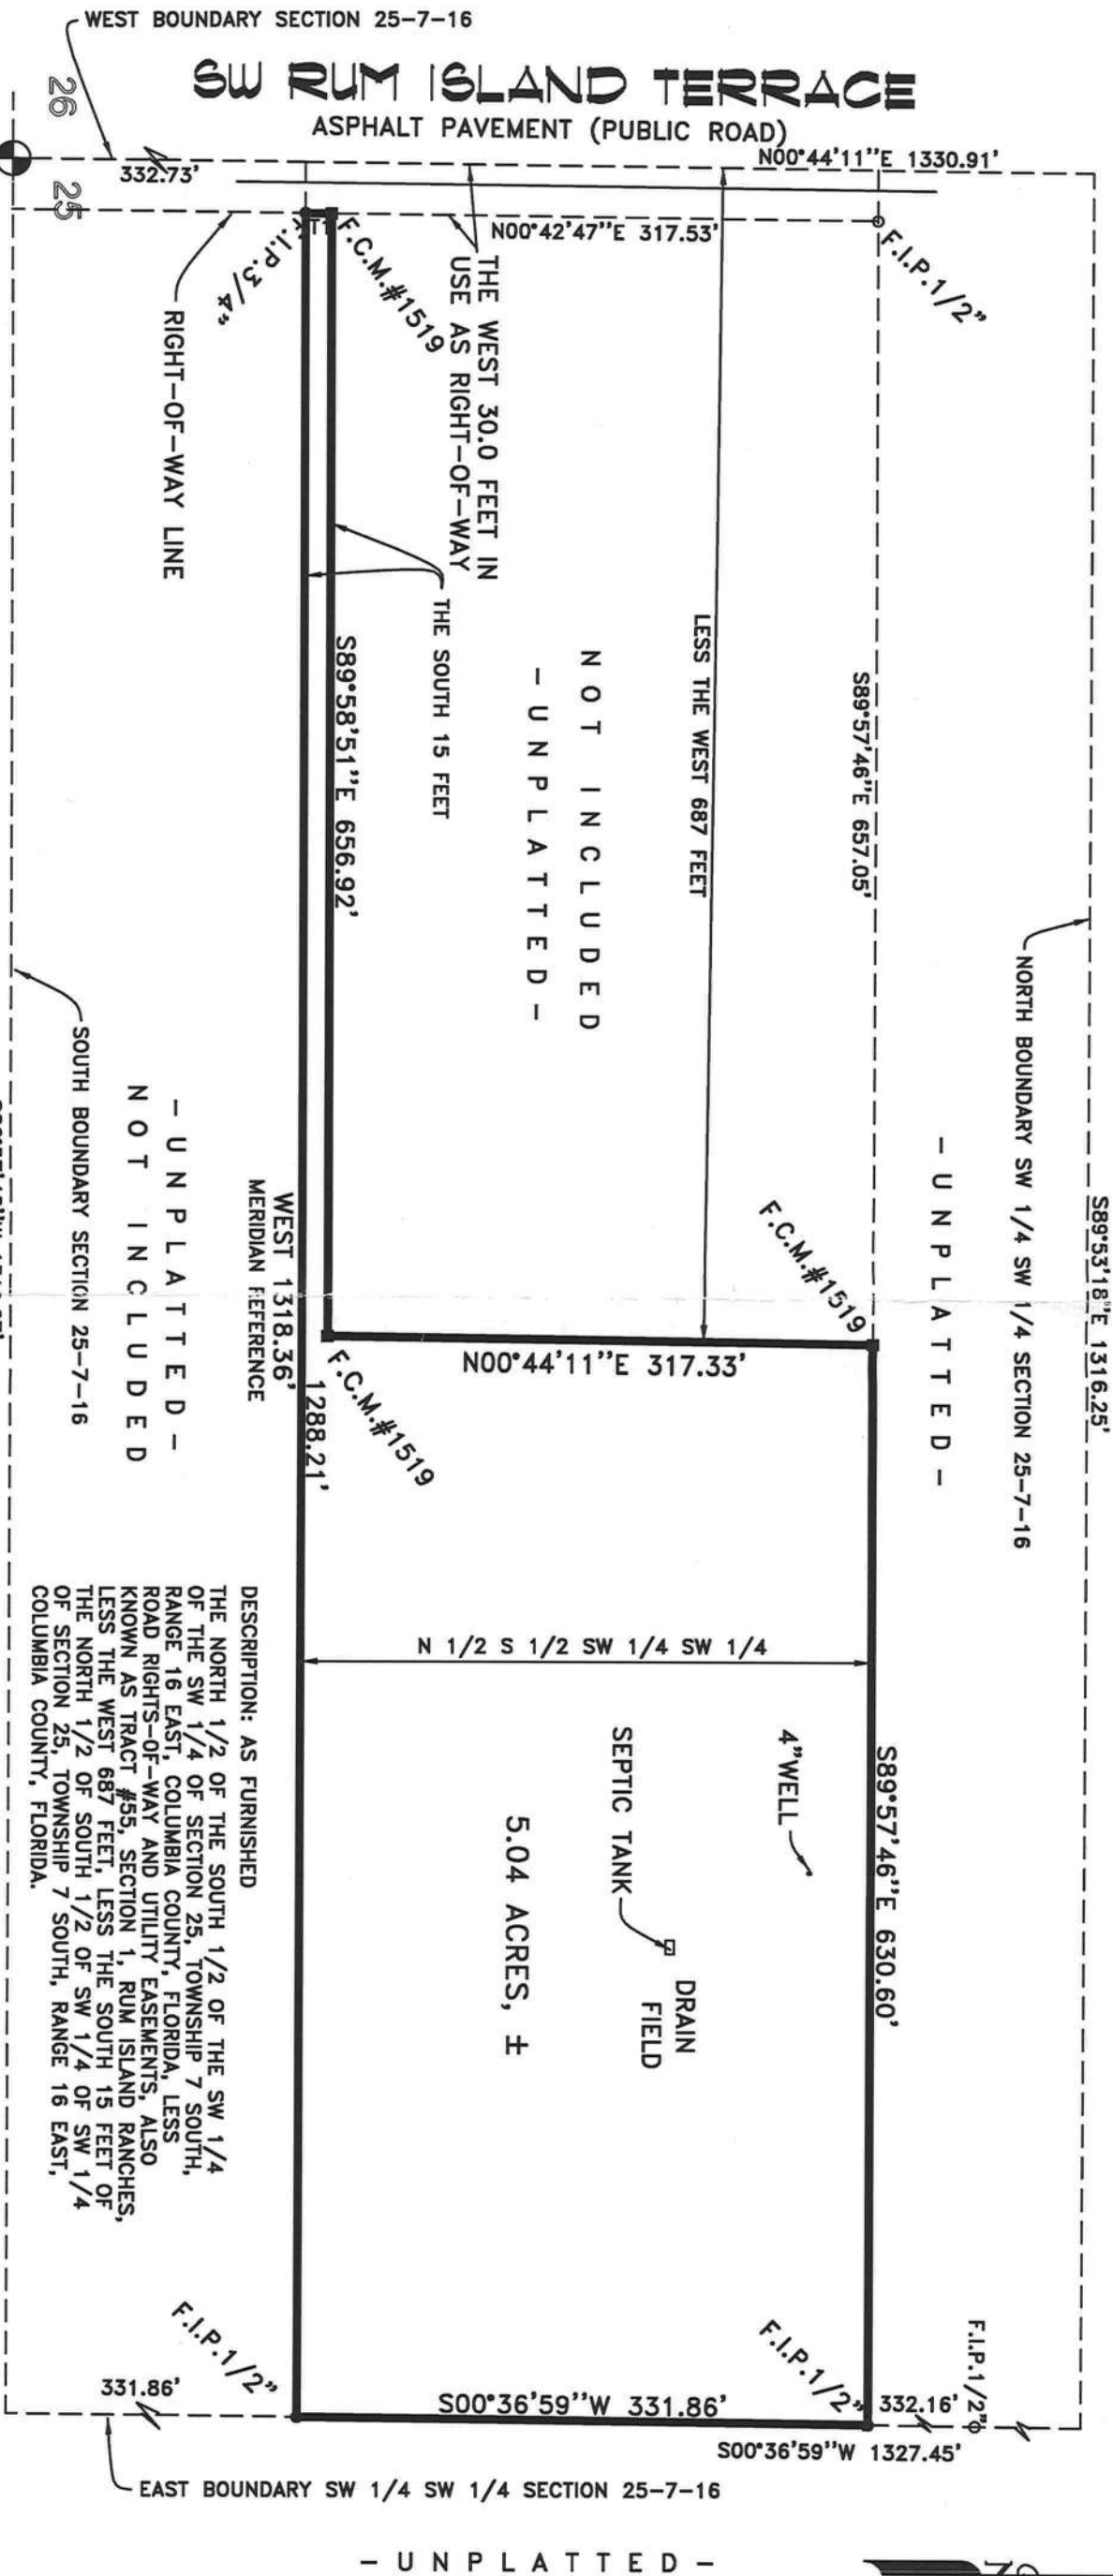 WEST BOUNDARY SECTION 25-7-16
SW RUM ISLAND TERRACE
ASPHALT PAVEMENT (PUBLIC ROAD)
26
25
332.73'
N00°44'11"E 1330.91'
N00°42'47"E 317.53'
F.I.P.1/2"
F.I.P.3/4"
T1
F.C.M.#1519
THE WEST 30.0 FEET IN
USE AS RIGHT-OF-WAY
RIGHT-OF-WAY LINE
THE SOUTH 15 FEET
S89°58'51"E 656.92'
LESS THE WEST 687 FEET
S89°57'46"E 657.05'
NOT INCLUDED
- UNPLATTED -
NORTH BOUNDARY SW 1/4 SW 1/4 SECTION 25-7-16
S89°53'18"E 1316.25'
- UNPLATTED -
SOUTH BOUNDARY SECTION 25-7-16
- UNPLATTED -
NOT INCLUDED
WEST 1318.36'
MERIDIAN REFERENCE
1288.21'
F.C.M.#1519
F.C.M.#1519
N00°44'11"E 317.33'
N 1/2 S 1/2 SW 1/4 SW 1/4
4"WELL
S89°57'46"E 630.60'
SEPTIC TANK
DRAIN
FIELD
5.04 ACRES, ±
DESCRIPTION: AS FURNISHED
THE NORTH 1/2 OF THE SOUTH 1/2 OF THE SW 1/4
OF THE SW 1/4 OF SECTION 25, TOWNSHIP 7 SOUTH,
RANGE 16 EAST, COLUMBIA COUNTY, FLORIDA, LESS
ROAD RIGHTS-OF-WAY AND UTILITY EASEMENTS, ALSO
KNOWN AS TRACT #55, SECTION 1, RUM ISLAND RANCHES,
LESS THE WEST 687 FEET, LESS THE SOUTH 15 FEET OF
THE NORTH 1/2 OF SOUTH 1/2 OF SW 1/4 OF SW 1/4
OF SECTION 25, TOWNSHIP 7 SOUTH, RANGE 16 EAST,
COLUMBIA COUNTY, FLORIDA.
F.I.P.1/2"
F.I.P.1/2"
F.I.P.1/2"
331.86'
S00°36'59"W 331.86'
332.16'
S00°36'59"W 1327.45'
EAST BOUNDARY SW 1/4 SW 1/4 SECTION 25-7-16
- UNPLATTED -